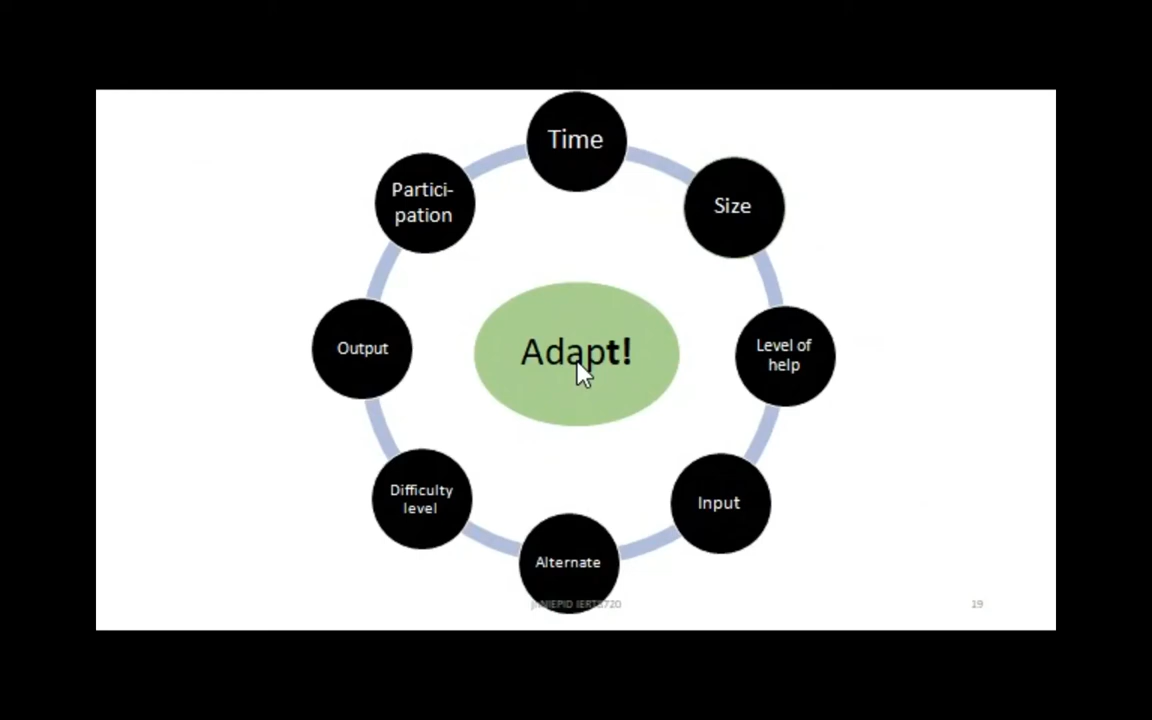 Time
Size
Partici-
pation
Level of
help
Output
Adapt!
Input
Difficulty
level
Alternate
19